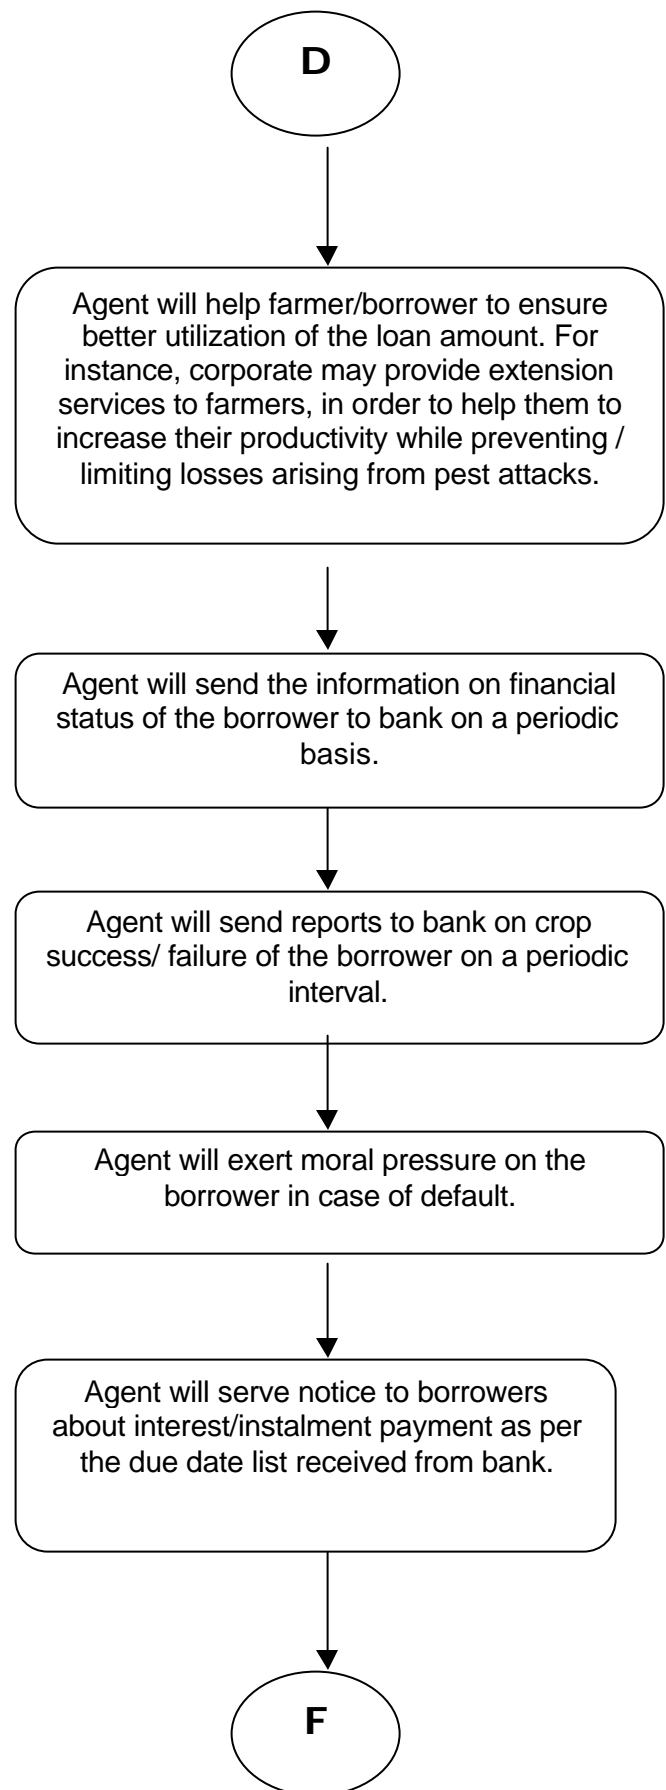 D
Agent will help farmer/borrower to ensure
better utilization of the loan amount. For
instance, corporate may provide extension
services to farmers, in order to help them to
increase their productivity while preventing /
limiting losses arising from pest attacks.
Agent will send the information on financial
status of the borrower to bank on a periodic
basis.
Agent will send reports to bank on crop
success/ failure of the borrower on a periodic
interval.
Agent will exert moral pressure on the
borrower in case of default.
Agent will serve notice to borrowers
about interest/instalment payment as per
the due date list received from bank.
F